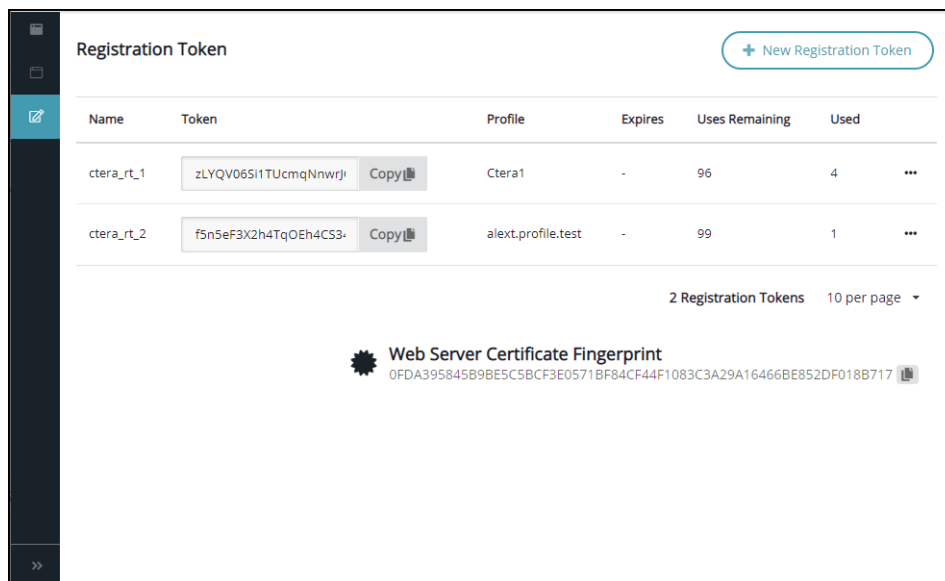 Registration Token
+ New Registration Token
Name Token Profile Expires Uses Remaining Used
ctera_rt_1 zLYQV06Si1TUcmqNnwrJ Copy Ctera1 - 96 4 •••
ctera_rt_2 f5n5eF3X2h4TqOEh4CS3 Copy alext.profile.test - 99 1 •••
2 Registration Tokens 10 per page
Web Server Certificate Fingerprint
0FDA395845B9BE5C5BCF3E0571BF84CF44F1083C3A29A16466BE852DF018B717